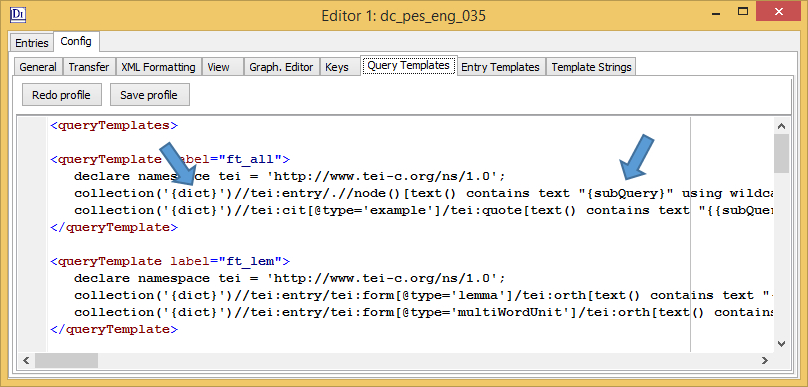 Editor 1: dc_pes_eng_035
Entries Config
General Transfer XML Formatting View Graph. Editor Keys Query Templates Entry Templates Template Strings
Redo profile Save profile
<queryTemplates>
<queryTemplate label="ft_all">
declare namespace tei = 'http://www.tei-c.org/ns/1.0';
collection('{dict}')//tei:entry/.//node()[text() contains text "{subQuery}" using wildca
collection('{dict}')//tei:cit[@type='example']/tei:quote[text() contains text "{{subQuer
</queryTemplate>
<queryTemplate label="ft_lem">
declare namespace tei = 'http://www.tei-c.org/ns/1.0';
collection('{dict}')//tei:entry/tei:form[@type='lemma']/tei:orth[text() contains text "
collection('{dict}')//tei:entry/tei:form[@type='multiWordUnit']/tei:orth[text() contains
</queryTemplate>